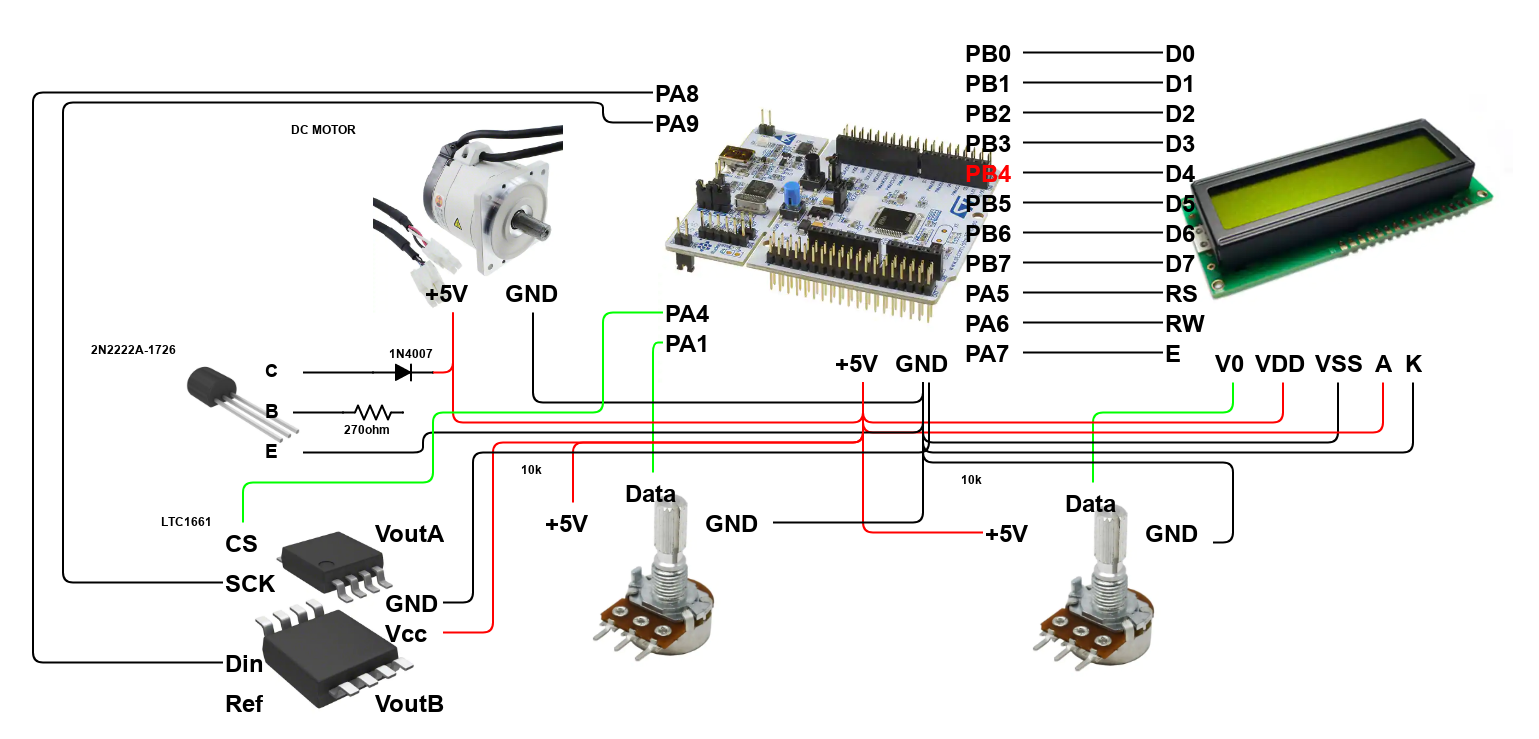 PB0 D0
PB1 D1
PA8 PB2 D2
PA9 PB3 D3
DC MOTOR
PB4 D4
PB5 D5
PB6 D6
PB7 D7
+5V GND PA5 RS
PA4 PA6 RW
PA1 PA7 E
2N2222A-1726 1N4007
C +5V GND V0 VDD VSS A K
B
270ohm
E
10k 10k
Data Data
LTC1661
CS VoutA +5V GND +5V GND
SCK
GND
Vcc
Din
Ref VoutB